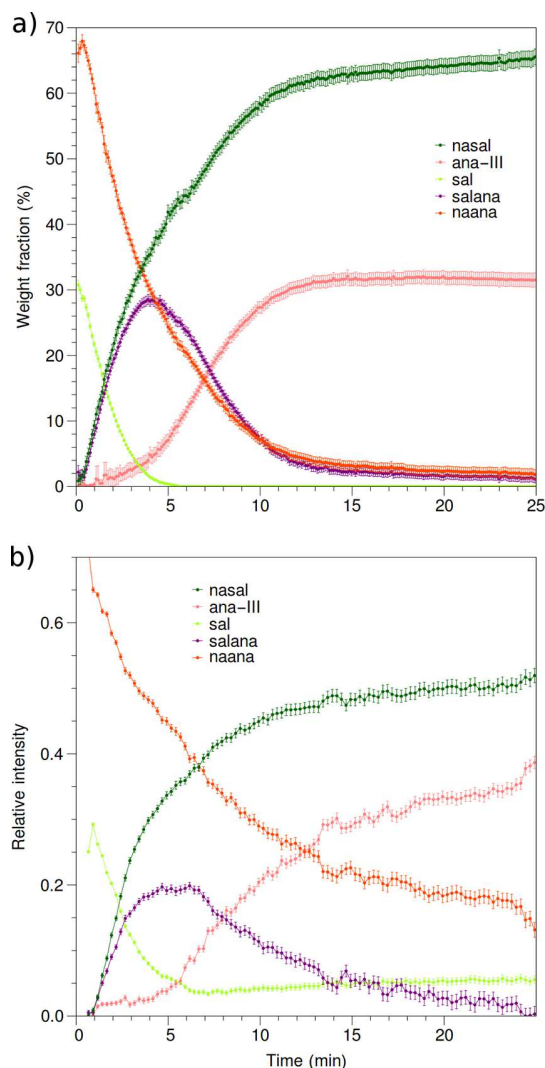 a)
70
60
50
40
30
20
10
0
Weight fraction (%)
nasal
ana-III
sal
salana
naana
0 5 10 15 20 25
b)
0.6
0.4
0.2
0.0
Relative intensity
nasal
ana-III
sal
salana
naana
0 5 10 15 20
Time (min)